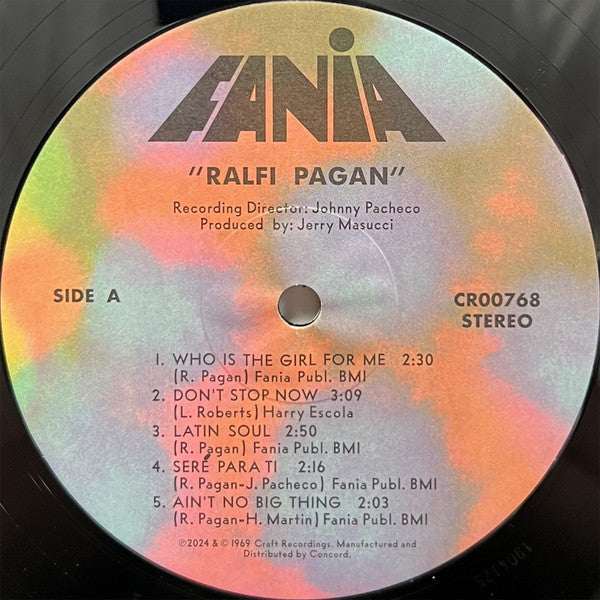 FANIA
"RALFI PAGAN"
Recording Director: Johnny Pacheco
Produced by: Jerry Masucci
SIDE A
CR00768
STEREO
1. WHO IS THE GIRL FOR ME 2:30
(R. Pagan) Fania Publ. BMI
2. DON'T STOP NOW 3:09
(L. Roberts) Harry Escola
3. LATIN SOUL 2:50
(R. Pagan) Fania Publ. BMI
4. SERÉ PARA TI 2:16
(R. Pagan-J. Pacheco) Fania Publ. BMI
5. AIN'T NO BIG THING 2:03
(R. Pagan-H. Martin) Fania Publ. BMI
℗2024 & ©1969 Craft Recordings. Manufactured and
Distributed by Concord.